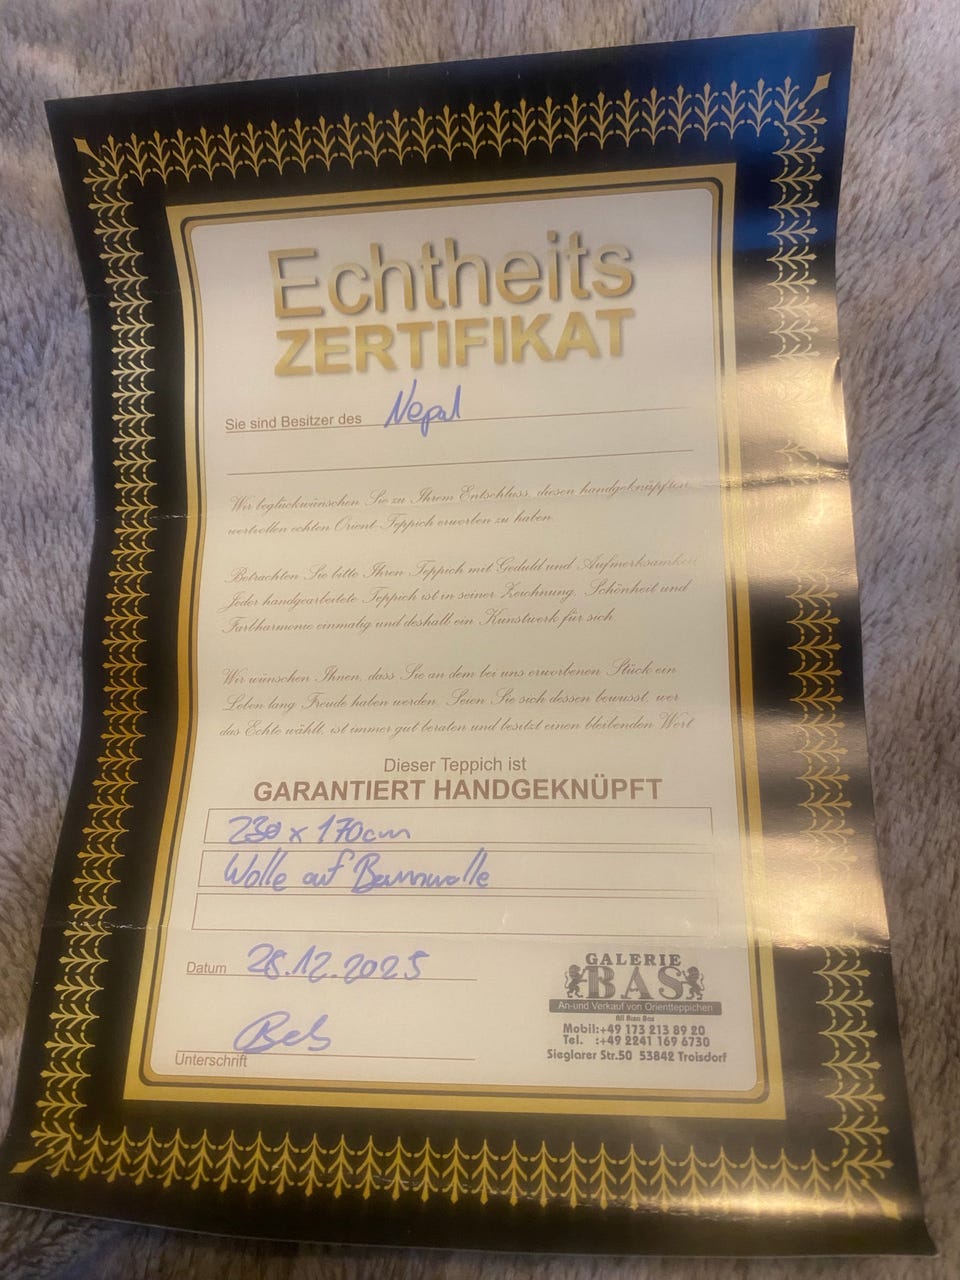 Echtheits
ZERTIFIKAT
Sie sind Besitzer des Nepal
Wir beglückwünschen Sie zu Ihrem Entschluss, diesen handgeknüpften
wertvollen echten Orient-Teppich erworben zu haben.
Betrachten Sie bitte Ihren Teppich mit Geduld und Aufmerksamkeit
Jeder handgearbeitete Teppich ist in seiner Zeichnung, Schönheit und
Farbharmonie einmalig und deshalb ein Kunstwerk für sich
Wir wünschen Ihnen, dass Sie an dem bei uns erworbenen Stück ein
Leben lang Freude haben werden. Seien Sie sich dessen bewusst, wer
das Echte wählt, ist immer gut beraten und besitzt einen bleibenden Wert
Dieser Teppich ist
GARANTIERT HANDGEKNÜPFT
230 x 170cm
Wolle auf Baumwolle
Datum 28.12.2025
Unterschrift
GALERIE
BAS
An-und Verkauf von Orientteppichen
Bas
Mobil:+49 173 213 89 20
Tel. :+49 2241 169 6730
Sieglarer Str.50 53842 Troisdorf